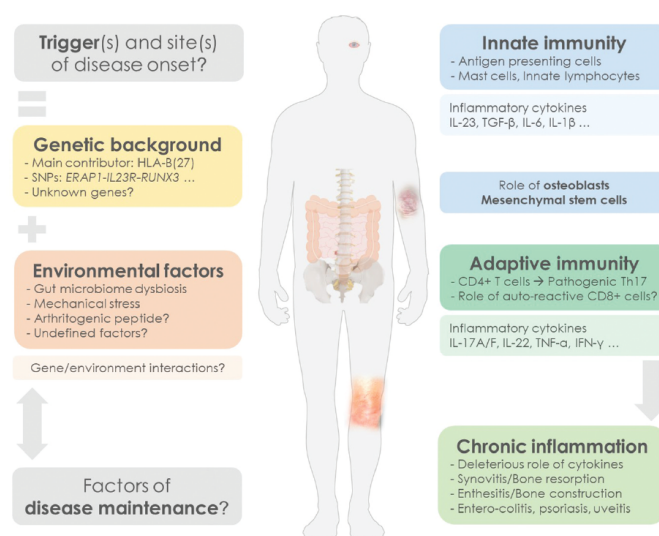 Trigger(s) and site(s)
of disease onset?
Genetic background
- Main contributor: HLA-B(27)
- SNPs: ERAP1-IL23R-RUNX3 ...
- Unknown genes?
Environmental factors
- Gut microbiome dysbiosis
- Mechanical stress
- Arthritogenic peptide?
- Undefined factors?
Gene/environment interactions?
Factors of
disease maintenance?
Innate immunity
- Antigen presenting cells
- Mast cells, Innate lymphocytes
Inflammatory cytokines
IL-23, TGF-β, IL-6, IL-1β ...
Role of osteoblasts
Mesenchymal stem cells
Adaptive immunity
- CD4+ T cells → Pathogenic Th17
- Role of auto-reactive CD8+ cells?
Inflammatory cytokines
IL-17A/F, IL-22, TNF-α, IFN-γ ...
Chronic inflammation
- Deleterious role of cytokines
- Synovitis/Bone resorption
- Enthesitis/Bone construction
- Entero-colitis, psoriasis, uveitis